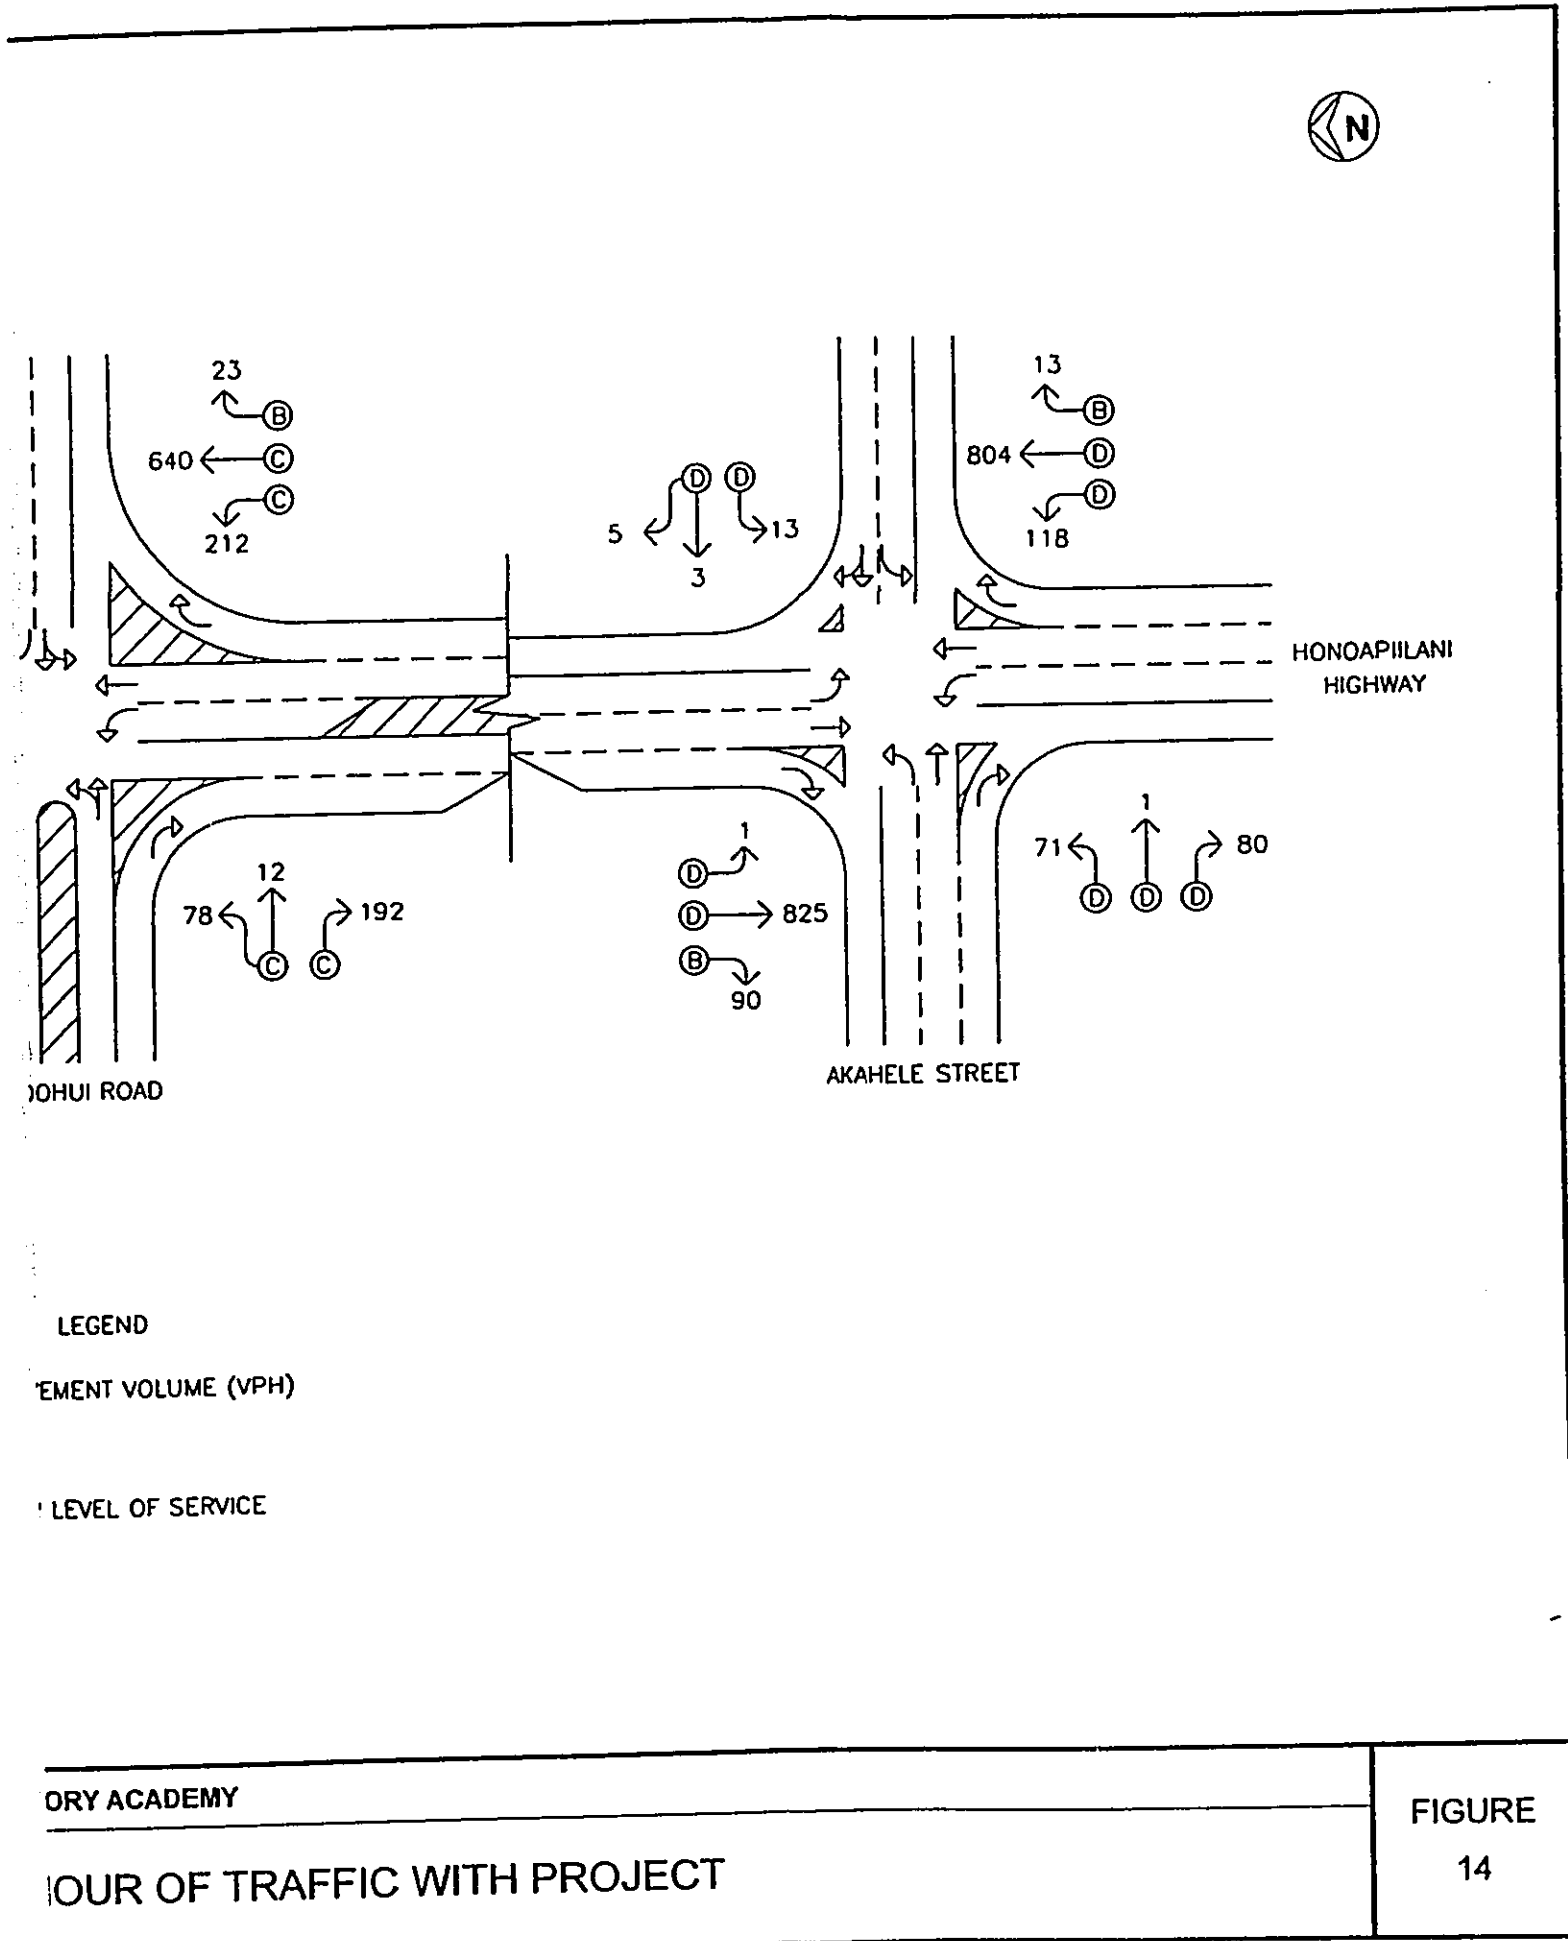 N
23
B
640 C
C
212
D D
5 13
3
13
B
804 D
D
118
HONOAPIILANI
HIGHWAY
12
78 192
C C
1
D
D 825
B
90
1
71 80
D D D
OHUI ROAD
AKAHELE STREET
LEGEND
EMENT VOLUME (VPH)
LEVEL OF SERVICE
ORY ACADEMY
OUR OF TRAFFIC WITH PROJECT
FIGURE
14